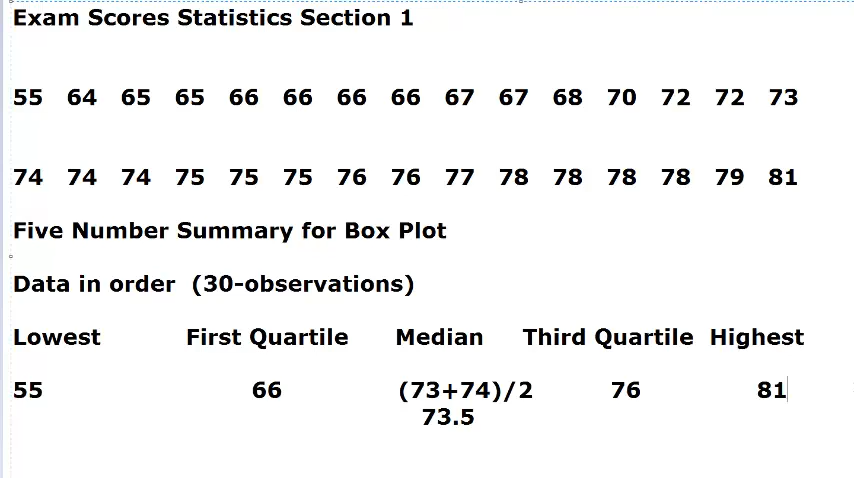 Exam Scores Statistics Section 1
55 64 65 65 66 66 66 66 67 67 68 70 72 72 73
74 74 74 75 75 75 76 76 77 78 78 78 78 79 81
Five Number Summary for Box Plot
Data in order (30-observations)
Lowest First Quartile Median Third Quartile Highest
55 66 (73+74)/2 76 81
73.5